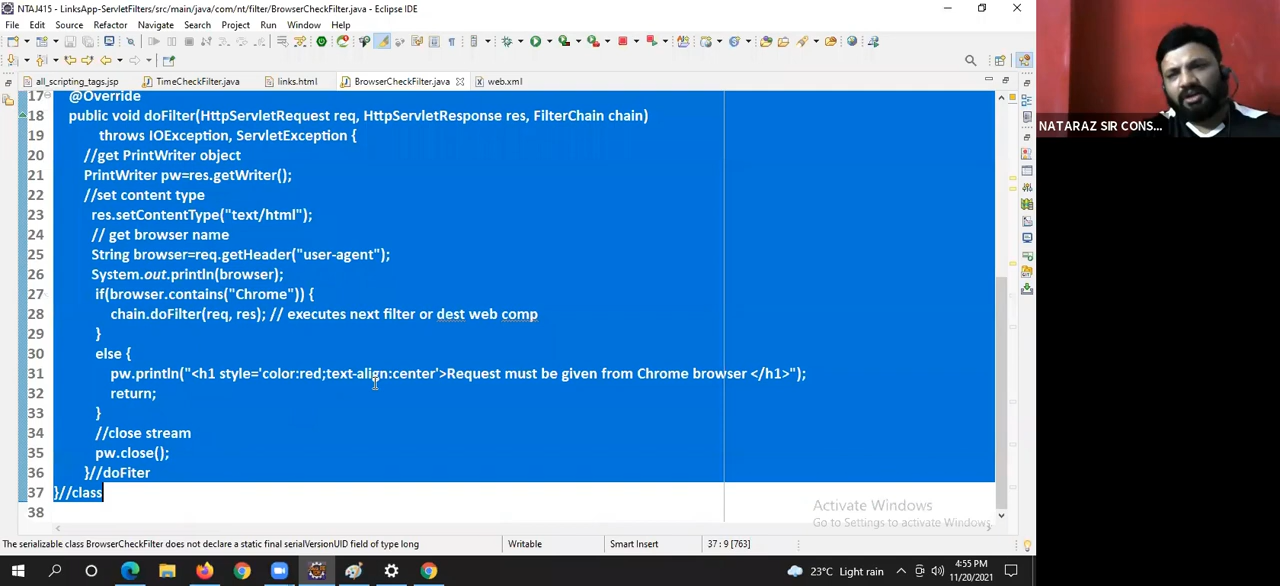 NTAJ415 - LinksApp-ServletFilters/src/main/java/com/nt/filter/BrowserCheckFilter.java - Eclipse IDE
File Edit Source Refactor Navigate Search Project Run Window Help
all_scripting_tags.jsp TimeCheckFilter.java links.html BrowserCheckFilter.java web.xml
17 @Override
18 public void doFilter(HttpServletRequest req, HttpServletResponse res, FilterChain chain)
19 throws IOException, ServletException {
20 //get PrintWriter object
21 PrintWriter pw=res.getWriter();
22 //set content type
23 res.setContentType("text/html");
24 // get browser name
25 String browser=req.getHeader("user-agent");
26 System.out.println(browser);
27 if(browser.contains("Chrome")) {
28 chain.doFilter(req, res); // executes next filter or dest web comp
29 }
30 else {
31 pw.println("<h1 style='color:red;text-align:center'>Request must be given from Chrome browser </h1>");
32 return;
33 }
34 //close stream
35 pw.close();
36 }//doFiter
37 }//class
38
NATARAZ SIR CONS...
Activate Windows
Go to Settings to activate Windows.
The serializable class BrowserCheckFilter does not declare a static final serialVersionUID field of type long Writable Smart Insert 37 : 9 [763]
23°C Light rain
4:55 PM
11/20/2021